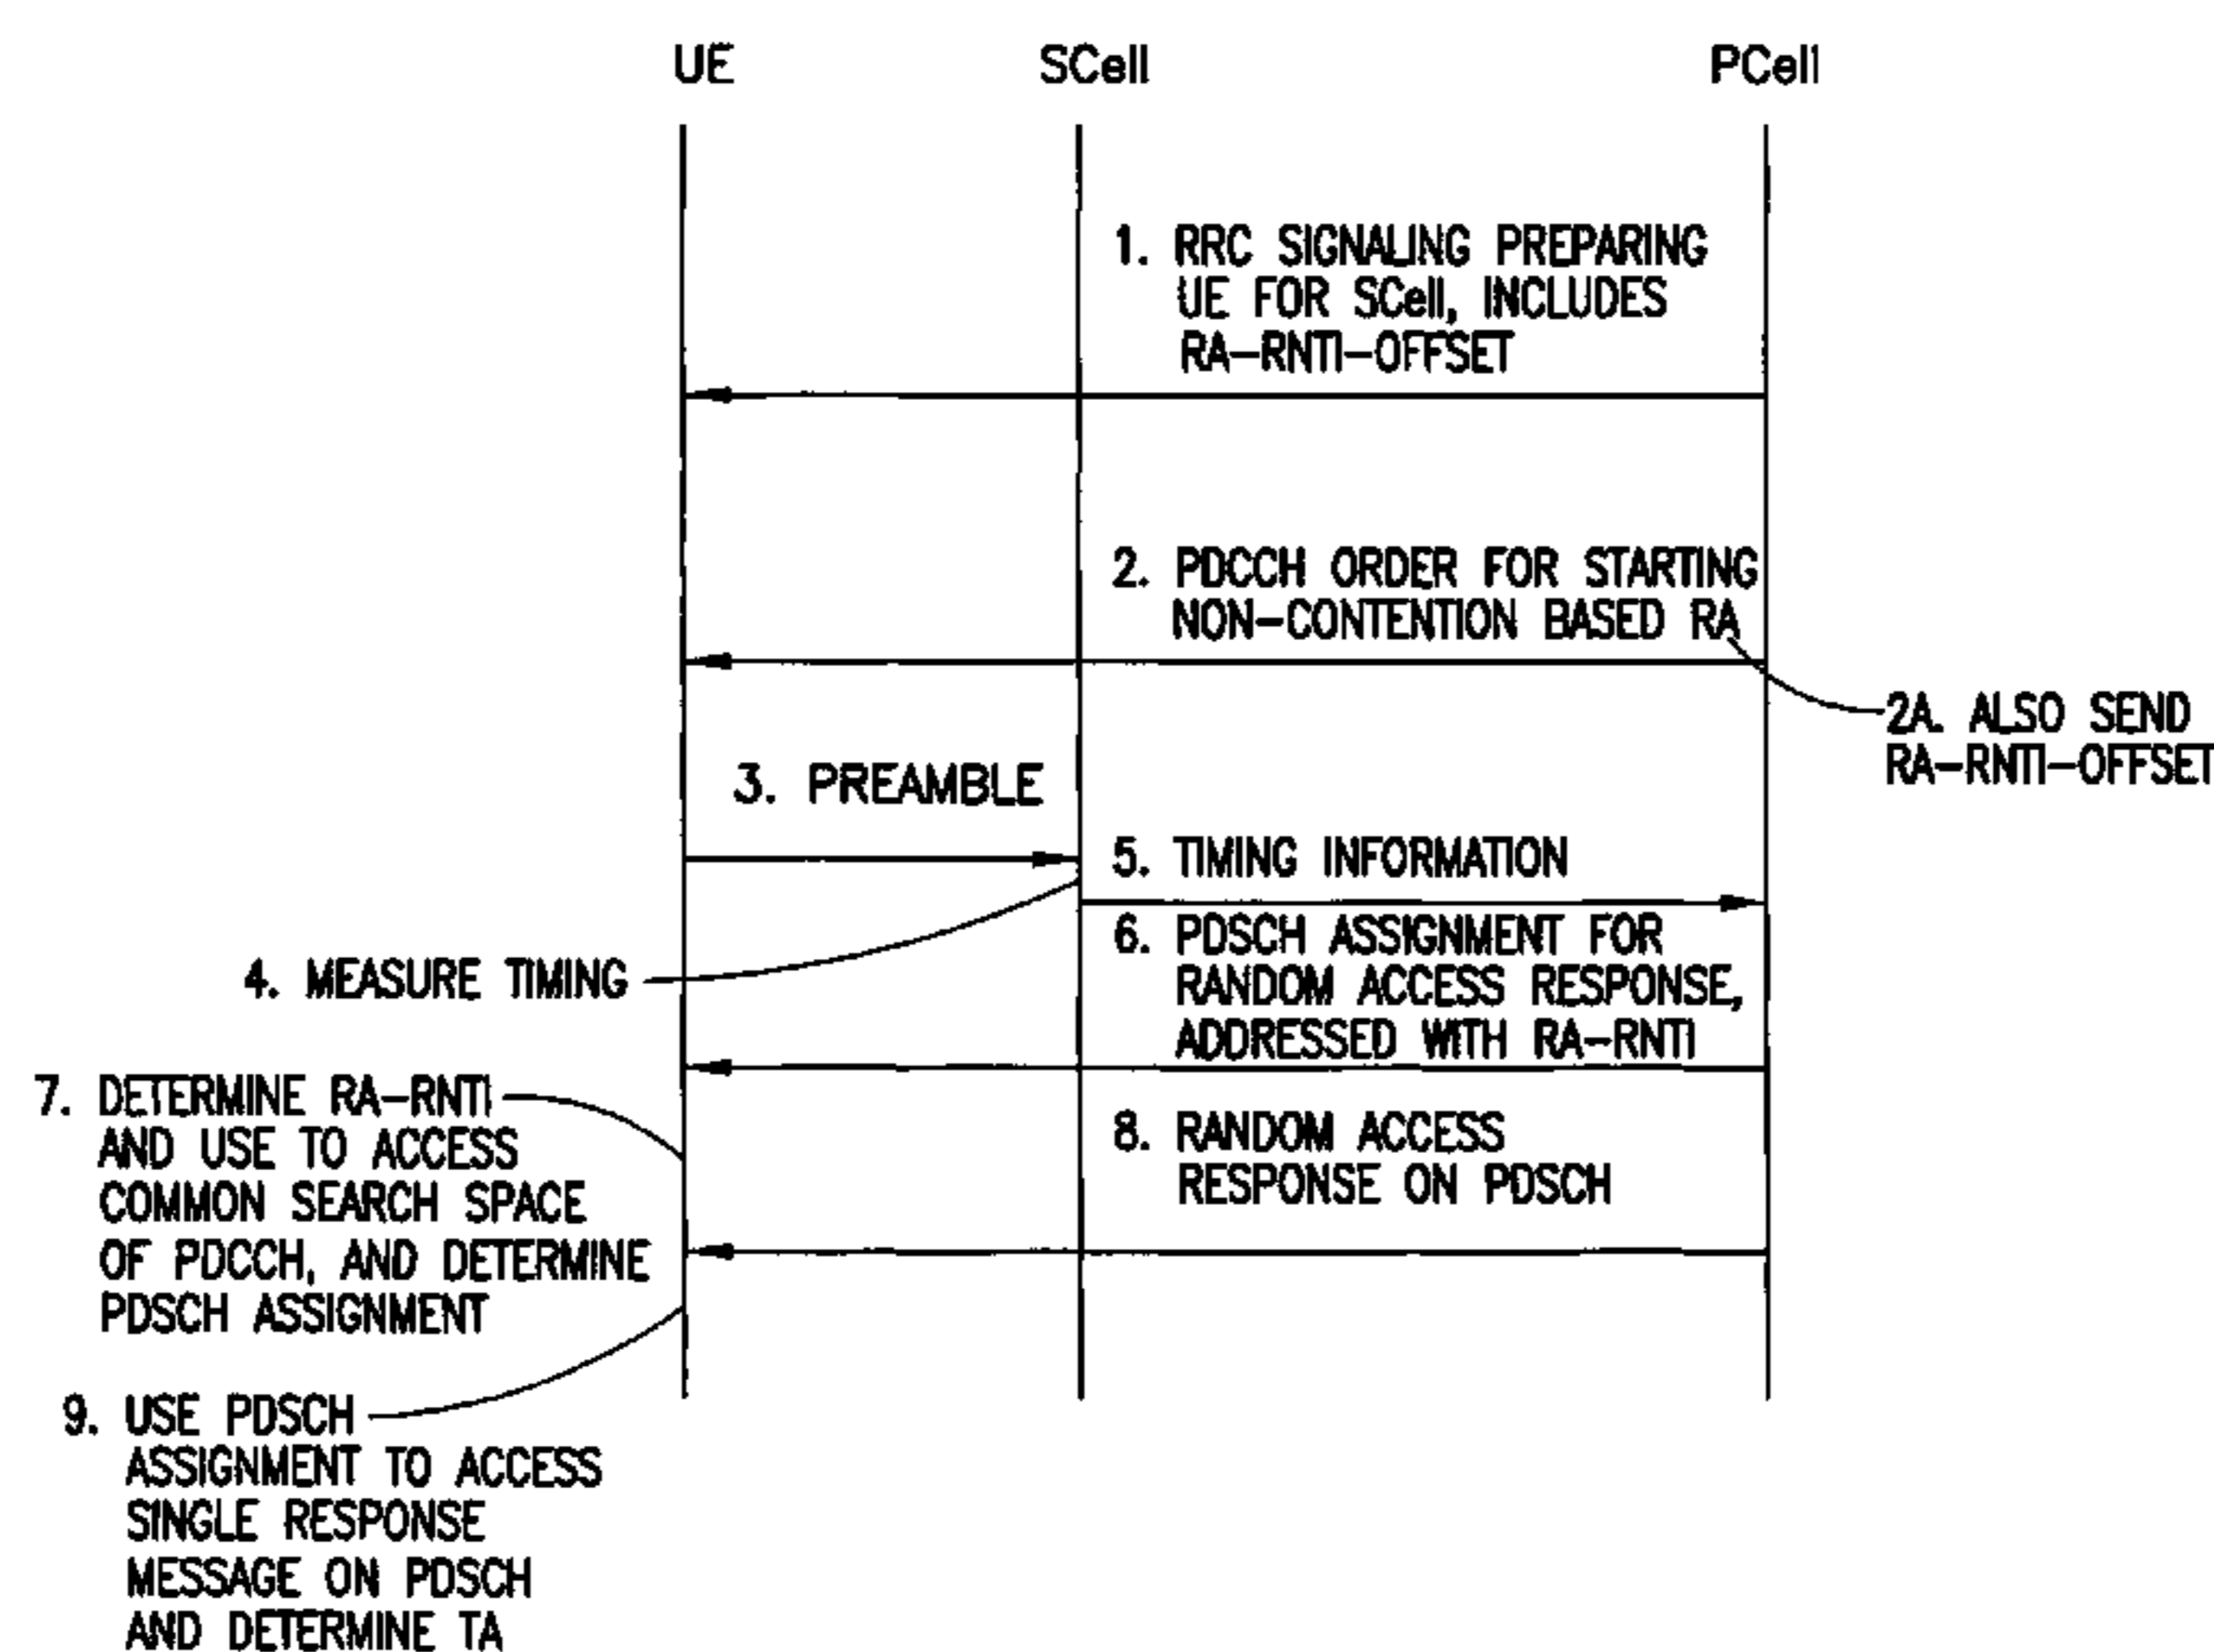 UE
SCell
PCell
1. RRC SIGNALING PREPARING
UE FOR SCell, INCLUDES
RA-RNTI-OFFSET
2. PDCCH ORDER FOR STARTING
NON-CONTENTION BASED RA
2A. ALSO SEND
RA-RNTI-OFFSET
3. PREAMBLE
4. MEASURE TIMING
5. TIMING INFORMATION
6. PDSCH ASSIGNMENT FOR
RANDOM ACCESS RESPONSE,
ADDRESSED WITH RA-RNTI
7. DETERMINE RA-RNTI
AND USE TO ACCESS
COMMON SEARCH SPACE
OF PDCCH, AND DETERMINE
PDSCH ASSIGNMENT
8. RANDOM ACCESS
RESPONSE ON PDSCH
9. USE PDSCH
ASSIGNMENT TO ACCESS
SINGLE RESPONSE
MESSAGE ON PDSCH
AND DETERMINE TA